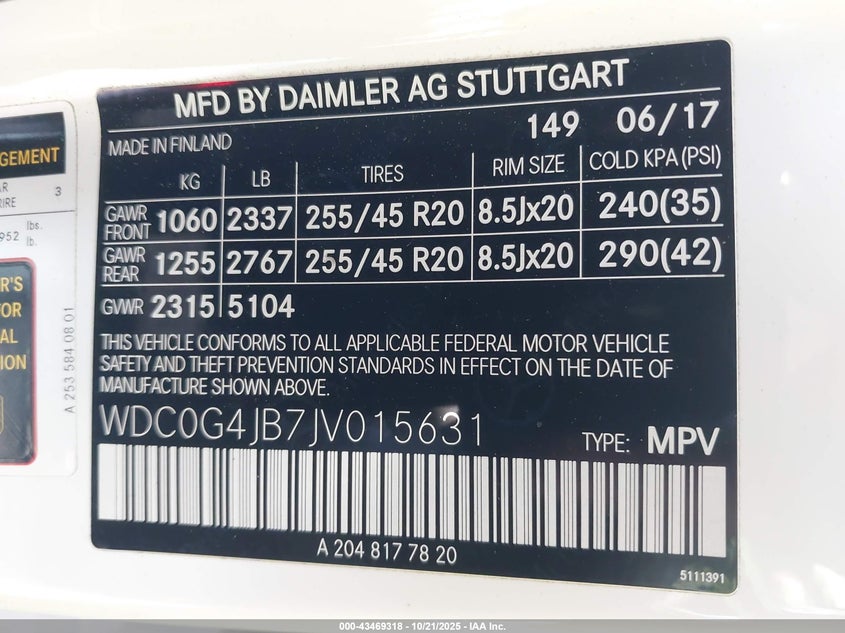 MFD BY DAIMLER AG STUTTGART
149 06/17
MADE IN FINLAND
KG LB TIRES RIM SIZE COLD KPA (PSI)
GAWR FRONT 1060 2337 255/45 R20 8.5Jx20 240(35)
GAWR REAR 1255 2767 255/45 R20 8.5Jx20 290(42)
GVWR 2315 5104
THIS VEHICLE CONFORMS TO ALL APPLICABLE FEDERAL MOTOR VEHICLE
SAFETY AND THEFT PREVENTION STANDARDS IN EFFECT ON THE DATE OF
MANUFACTURE SHOWN ABOVE.
WDC0G4JB7JV015631
TYPE: MPV
A 204 817 78 20
5111391
GEMENT
3
952 lbs.
lb.
A 253 584 08 01
000-43469318 - 10/21/2025 - IAA Inc.